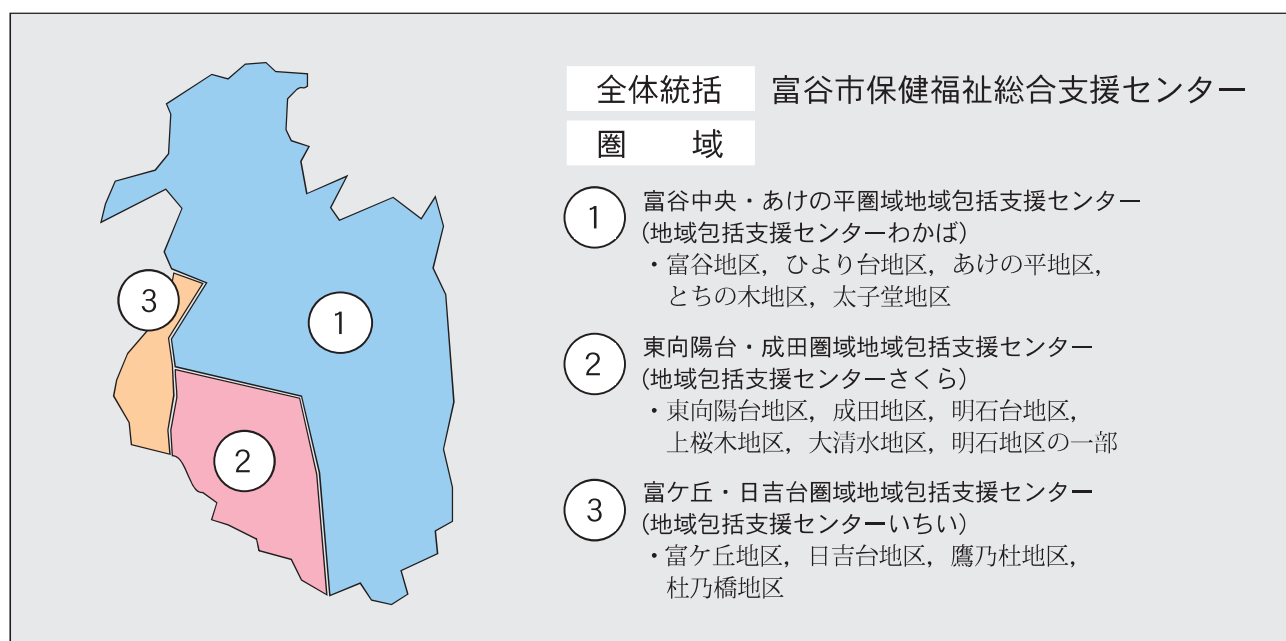 全体統括 富谷市保健福祉総合支援センター
圏 域
① 富谷中央・あけの平圏域地域包括支援センター
(地域包括支援センターわかば)
・富谷地区，ひより台地区，あけの平地区，
とちの木地区，太子堂地区
② 東向陽台・成田圏域地域包括支援センター
(地域包括支援センターさくら)
・東向陽台地区，成田地区，明石台地区，
上桜木地区，大清水地区，明石地区の一部
③ 富ケ丘・日吉台圏域地域包括支援センター
(地域包括支援センターいちい)
・富ケ丘地区，日吉台地区，鷹乃杜地区，
杜乃橋地区
③
①
②